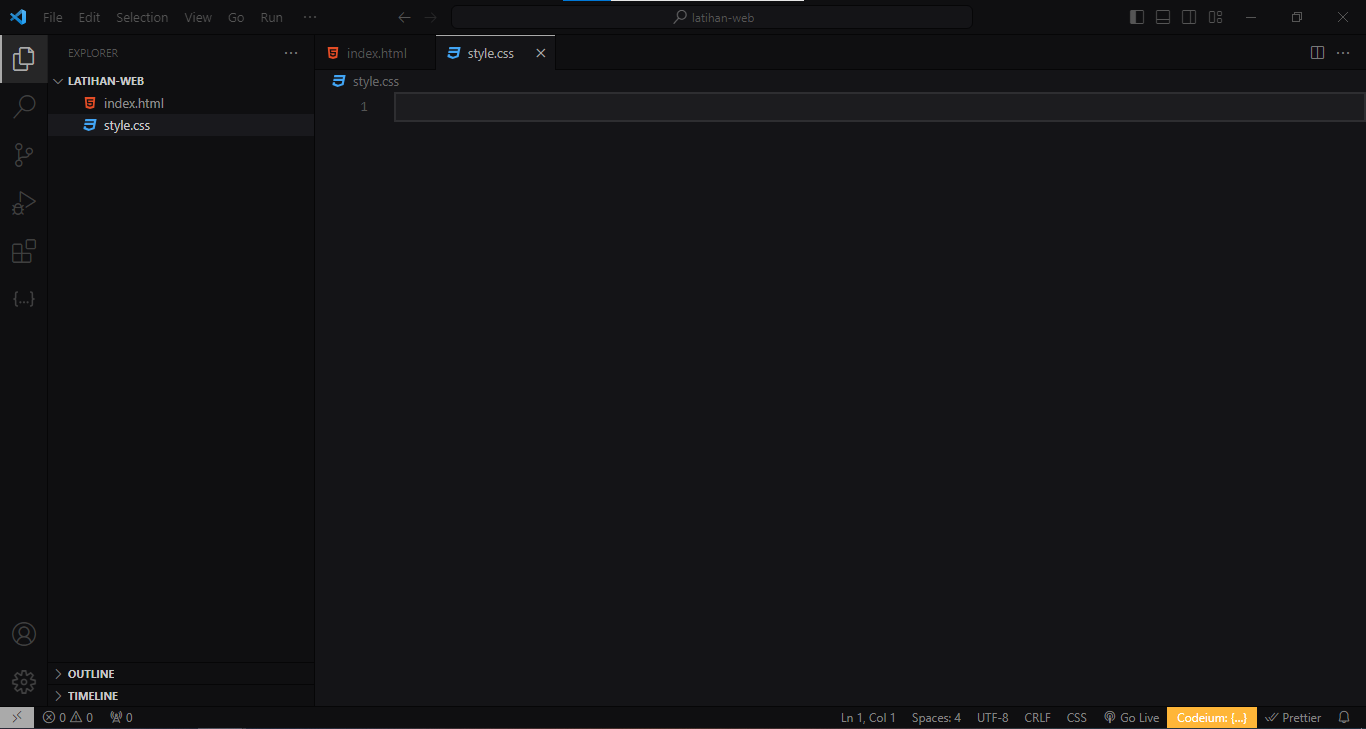 File Edit Selection View Go Run ··· ← → latihan-web
EXPLORER ···
LATIHAN-WEB
index.html
style.css
index.html style.css ×
style.css
1
{...}
OUTLINE
TIMELINE
0 0 0 Ln 1, Col 1 Spaces: 4 UTF-8 CRLF CSS Go Live Codeium: {...} Prettier